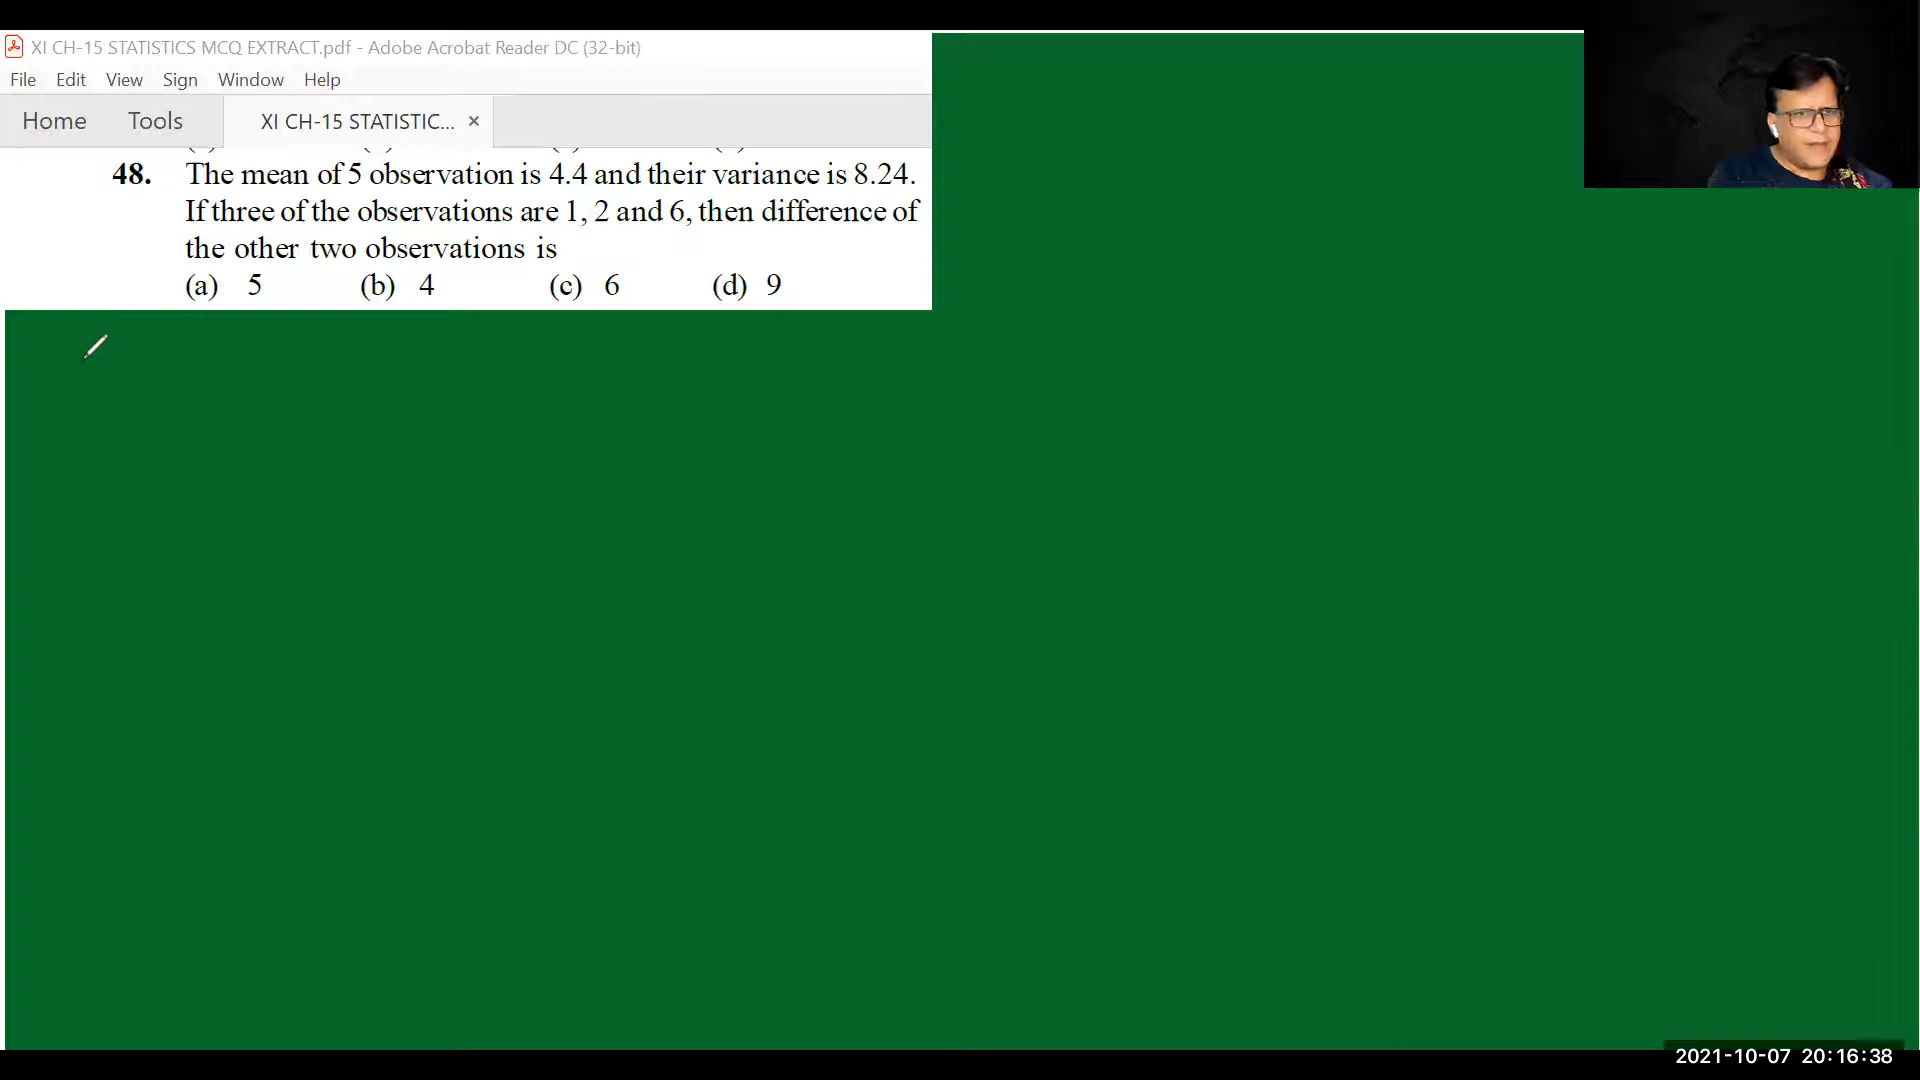 XI CH-15 STATISTICS MCQ EXTRACT.pdf - Adobe Acrobat Reader DC (32-bit)
File Edit View Sign Window Help
Home Tools XI CH-15 STATISTIC... ×
48. The mean of 5 observation is 4.4 and their variance is 8.24.
If three of the observations are 1, 2 and 6, then difference of
the other two observations is
(a) 5 (b) 4 (c) 6 (d) 9
2021-10-07 20:16:38